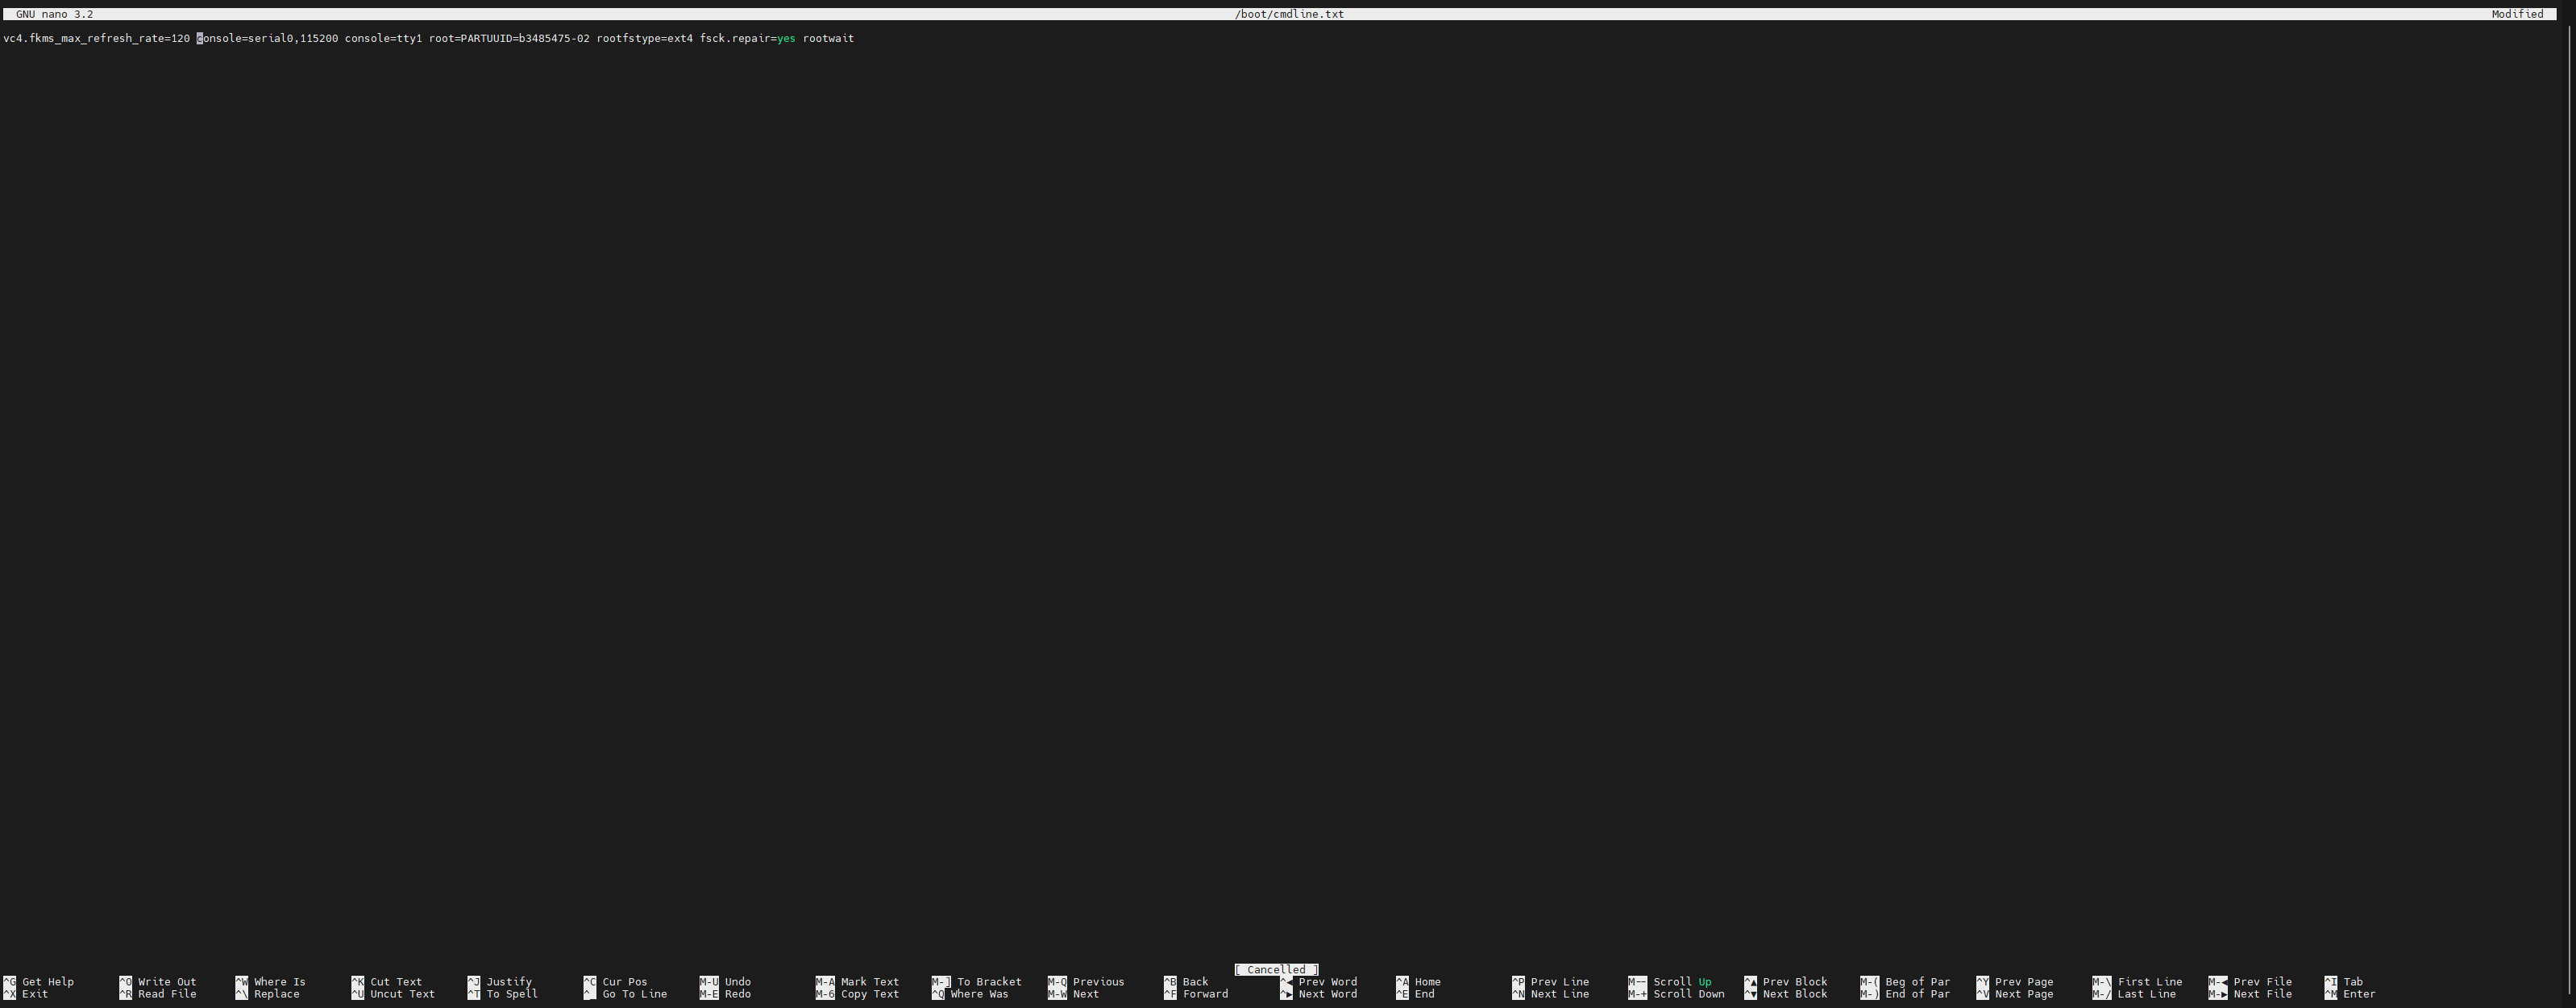 GNU nano 3.2 /boot/cmdline.txt Modified
vc4.fkms_max_refresh_rate=120 console=serial0,115200 console=tty1 root=PARTUUID=b3485475-02 rootfstype=ext4 fsck.repair=yes rootwait
[ Cancelled ]
^G Get Help ^O Write Out ^W Where Is ^K Cut Text ^J Justify ^C Cur Pos M-U Undo M-A Mark Text M-] To Bracket M-Q Previous ^B Back ^◀ Prev Word ^A Home ^P Prev Line M-— Scroll Up ^▲ Prev Block M-( Beg of Par ^Y Prev Page M-\ First Line M-◀ Prev File ^I Tab
^X Exit ^R Read File ^\ Replace ^U Uncut Text ^T To Spell ^_ Go To Line M-E Redo M-6 Copy Text ^Q Where Was M-W Next ^F Forward ^▶ Next Word ^E End ^N Next Line M-+ Scroll Down ^▼ Next Block M-) End of Par ^V Next Page M-/ Last Line M-▶ Next File ^M Enter